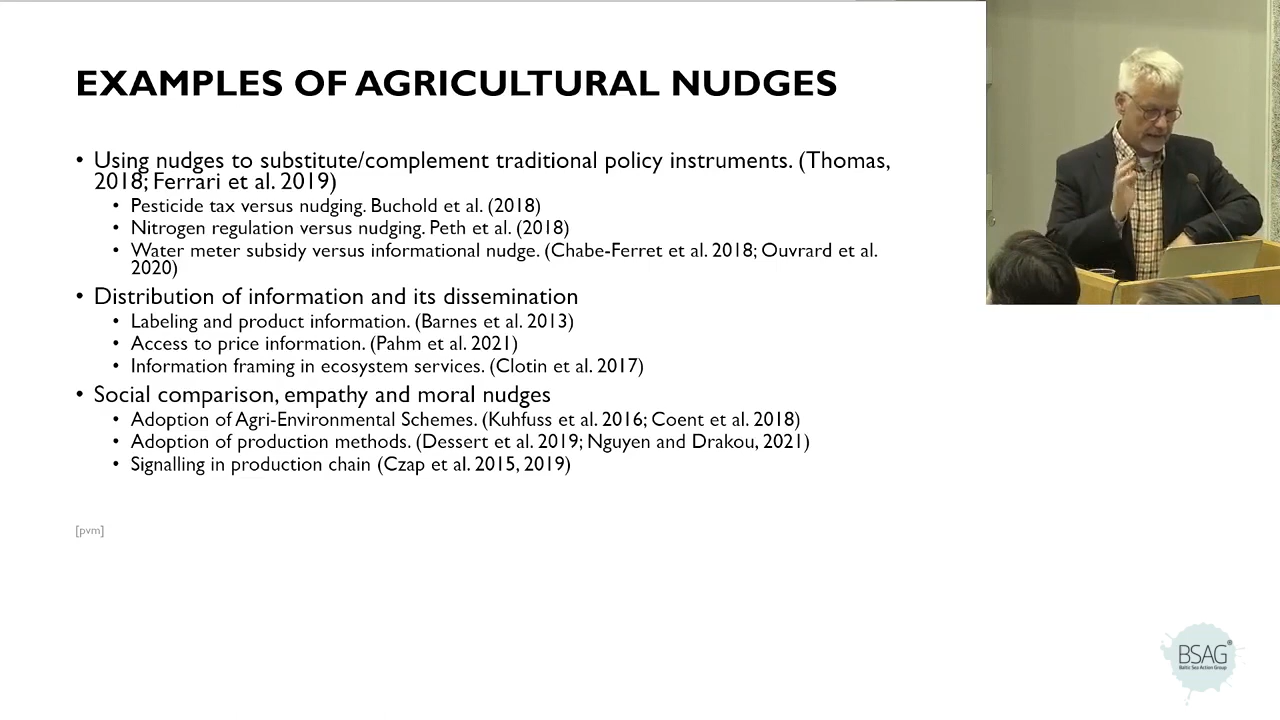 EXAMPLES OF AGRICULTURAL NUDGES
• Using nudges to substitute/complement traditional policy instruments. (Thomas,
2018; Ferrari et al. 2019)
• Pesticide tax versus nudging. Buchold et al. (2018)
• Nitrogen regulation versus nudging. Peth et al. (2018)
• Water meter subsidy versus informational nudge. (Chabe-Ferret et al. 2018; Ouvrard et al.
2020)
• Distribution of information and its dissemination
• Labeling and product information. (Barnes et al. 2013)
• Access to price information. (Pahm et al. 2021)
• Information framing in ecosystem services. (Clotin et al. 2017)
• Social comparison, empathy and moral nudges
• Adoption of Agri-Environmental Schemes. (Kuhfuss et al. 2016; Coent et al. 2018)
• Adoption of production methods. (Dessert et al. 2019; Nguyen and Drakou, 2021)
• Signalling in production chain (Czap et al. 2015, 2019)
[pvm]
BSAG®
Baltic Sea Action Group